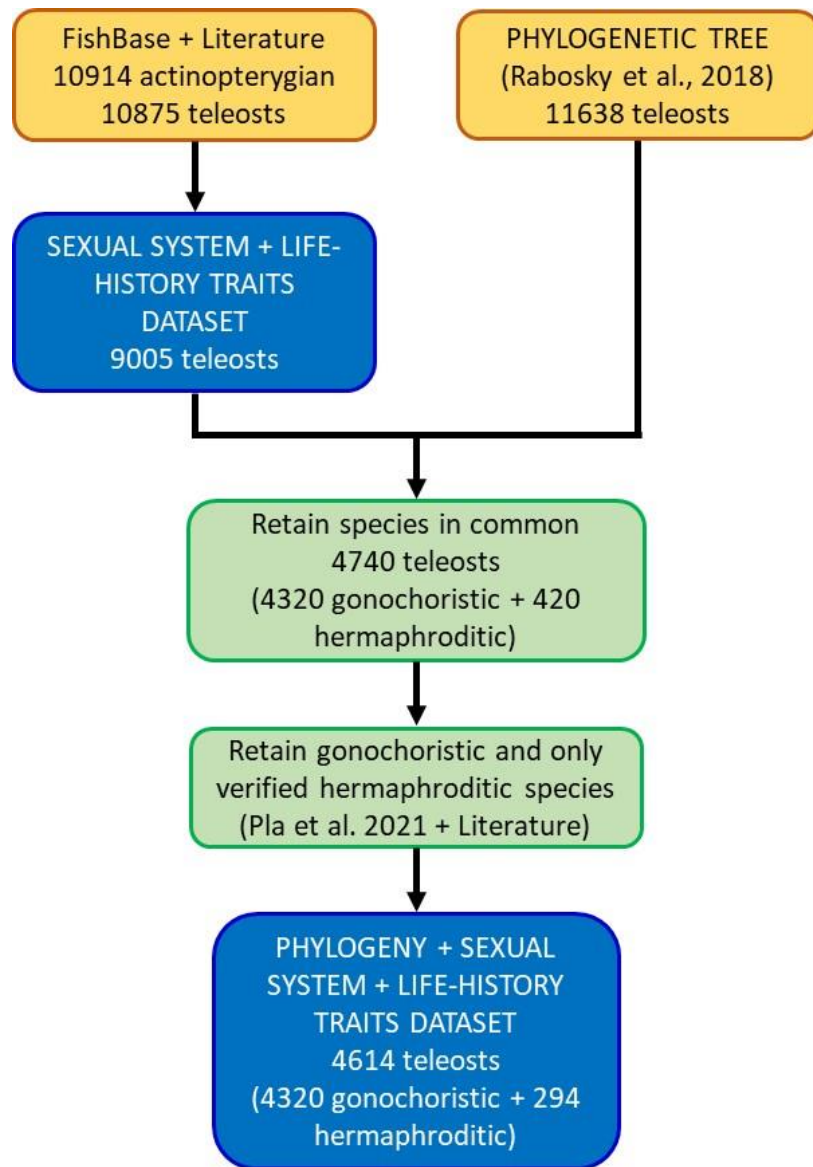 FishBase + Literature
10914 actinopterygian
10875 teleosts
PHYLOGENETIC TREE
(Rabosky et al., 2018)
11638 teleosts
SEXUAL SYSTEM + LIFE-
HISTORY TRAITS
DATASET
9005 teleosts
Retain species in common
4740 teleosts
(4320 gonochoristic + 420
hermaphroditic)
Retain gonochoristic and only
verified hermaphroditic species
(Pla et al. 2021 + Literature)
PHYLOGENY + SEXUAL
SYSTEM + LIFE-HISTORY
TRAITS DATASET
4614 teleosts
(4320 gonochoristic + 294
hermaphroditic)